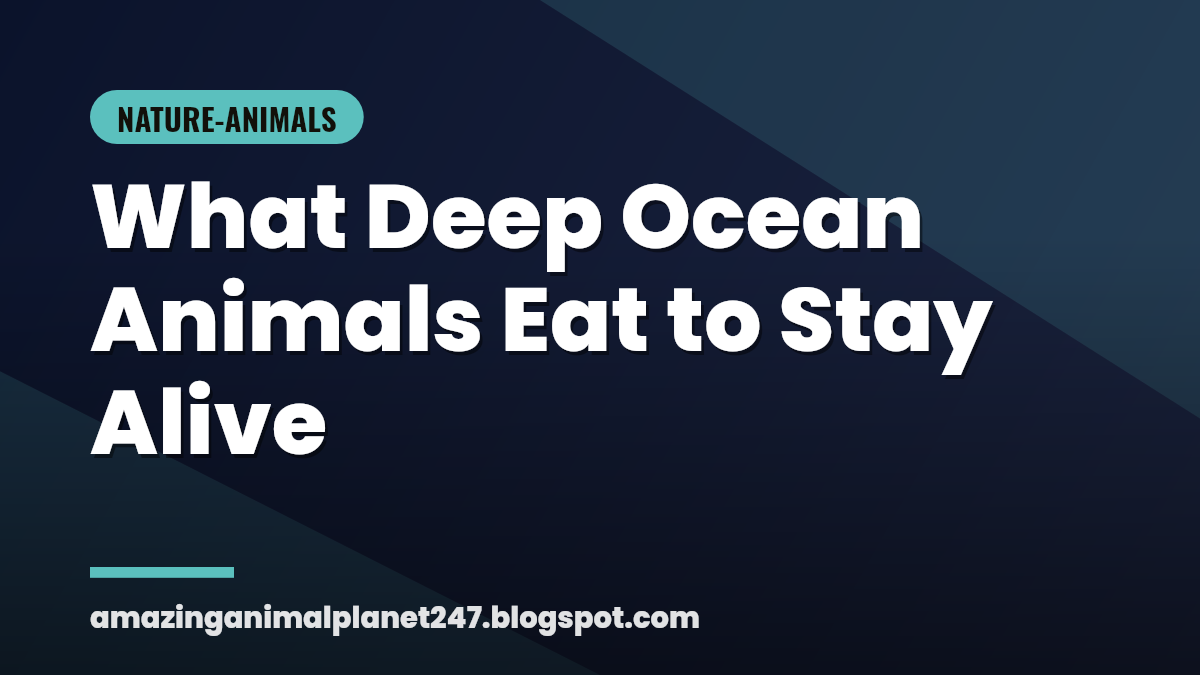 NATURE-ANIMALS
What Deep Ocean
Animals Eat to Stay
Alive
amazinganimalplanet247.blogspot.com